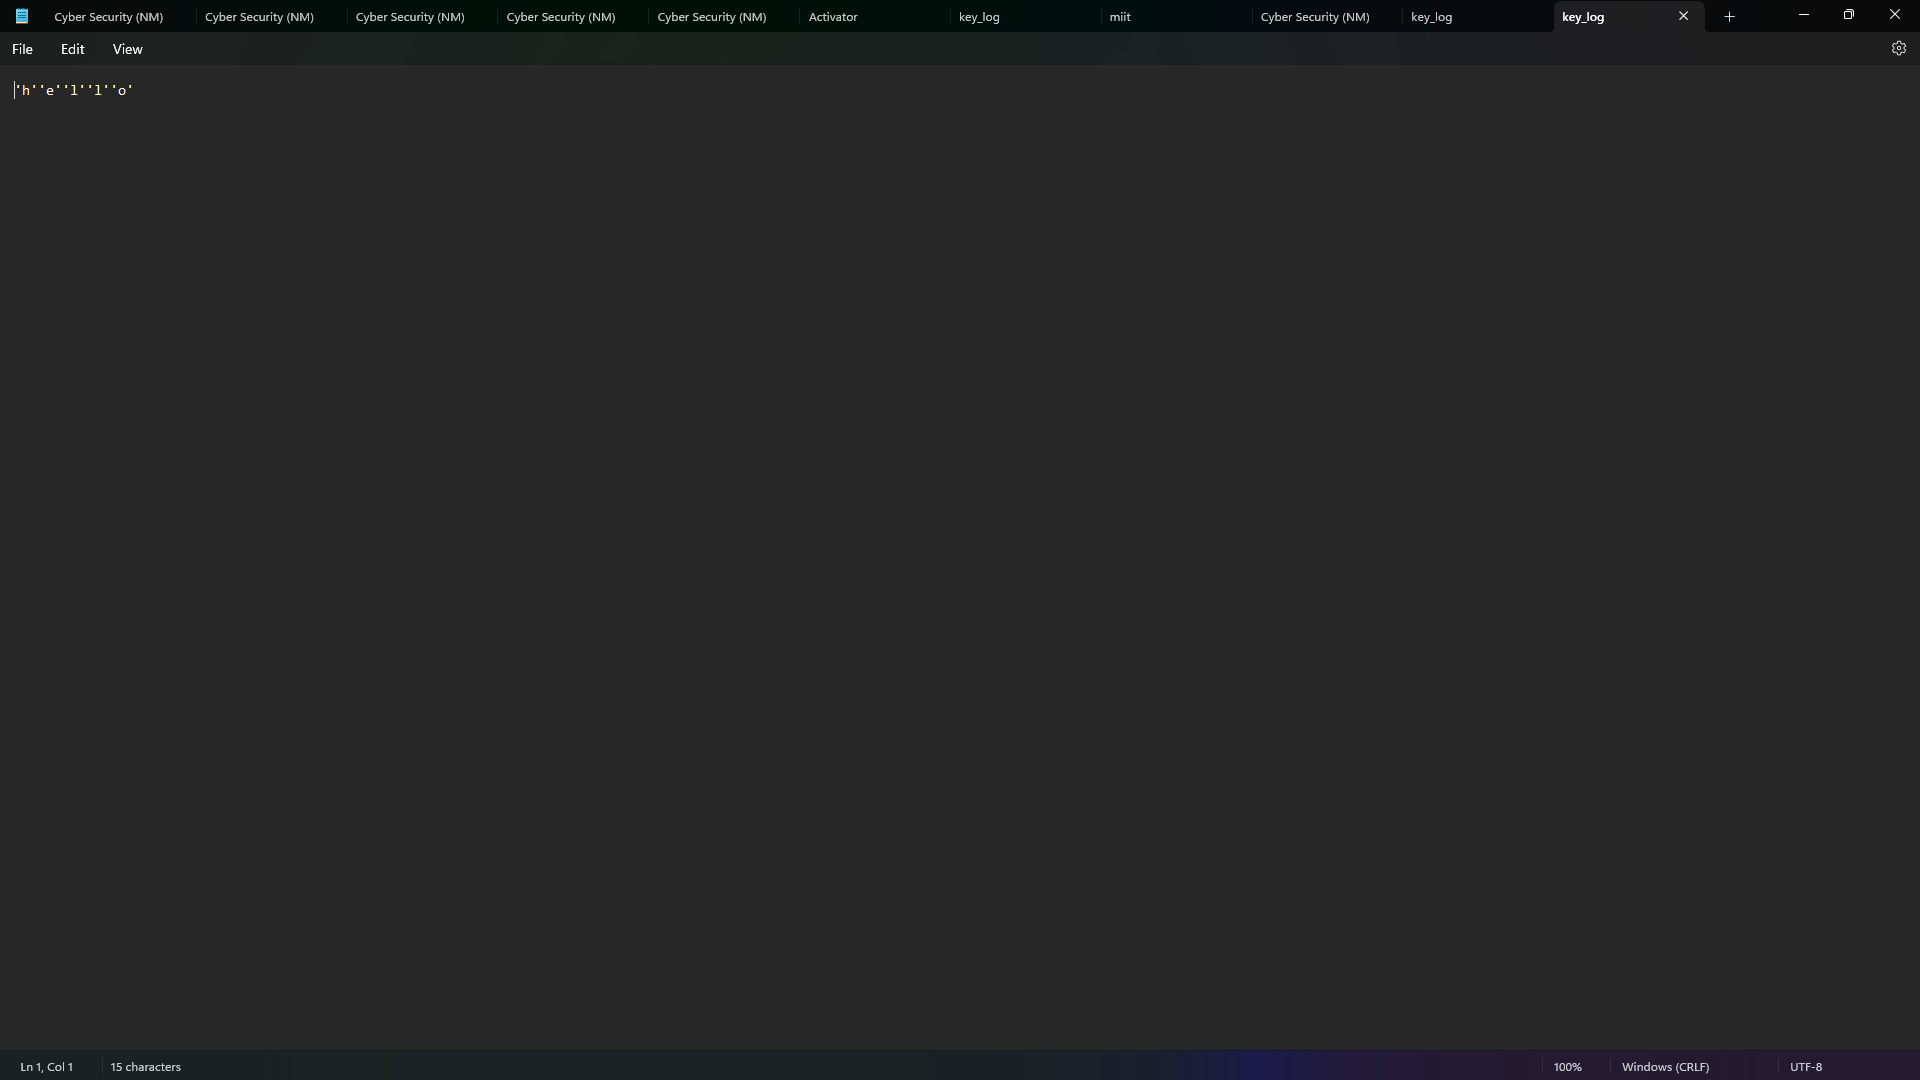 Cyber Security (NM) Cyber Security (NM) Cyber Security (NM) Cyber Security (NM) Cyber Security (NM) Activator key_log miit Cyber Security (NM) key_log key_log
File Edit View
'h''e''l''l''o'
Ln 1, Col 1 15 characters 100% Windows (CRLF) UTF-8